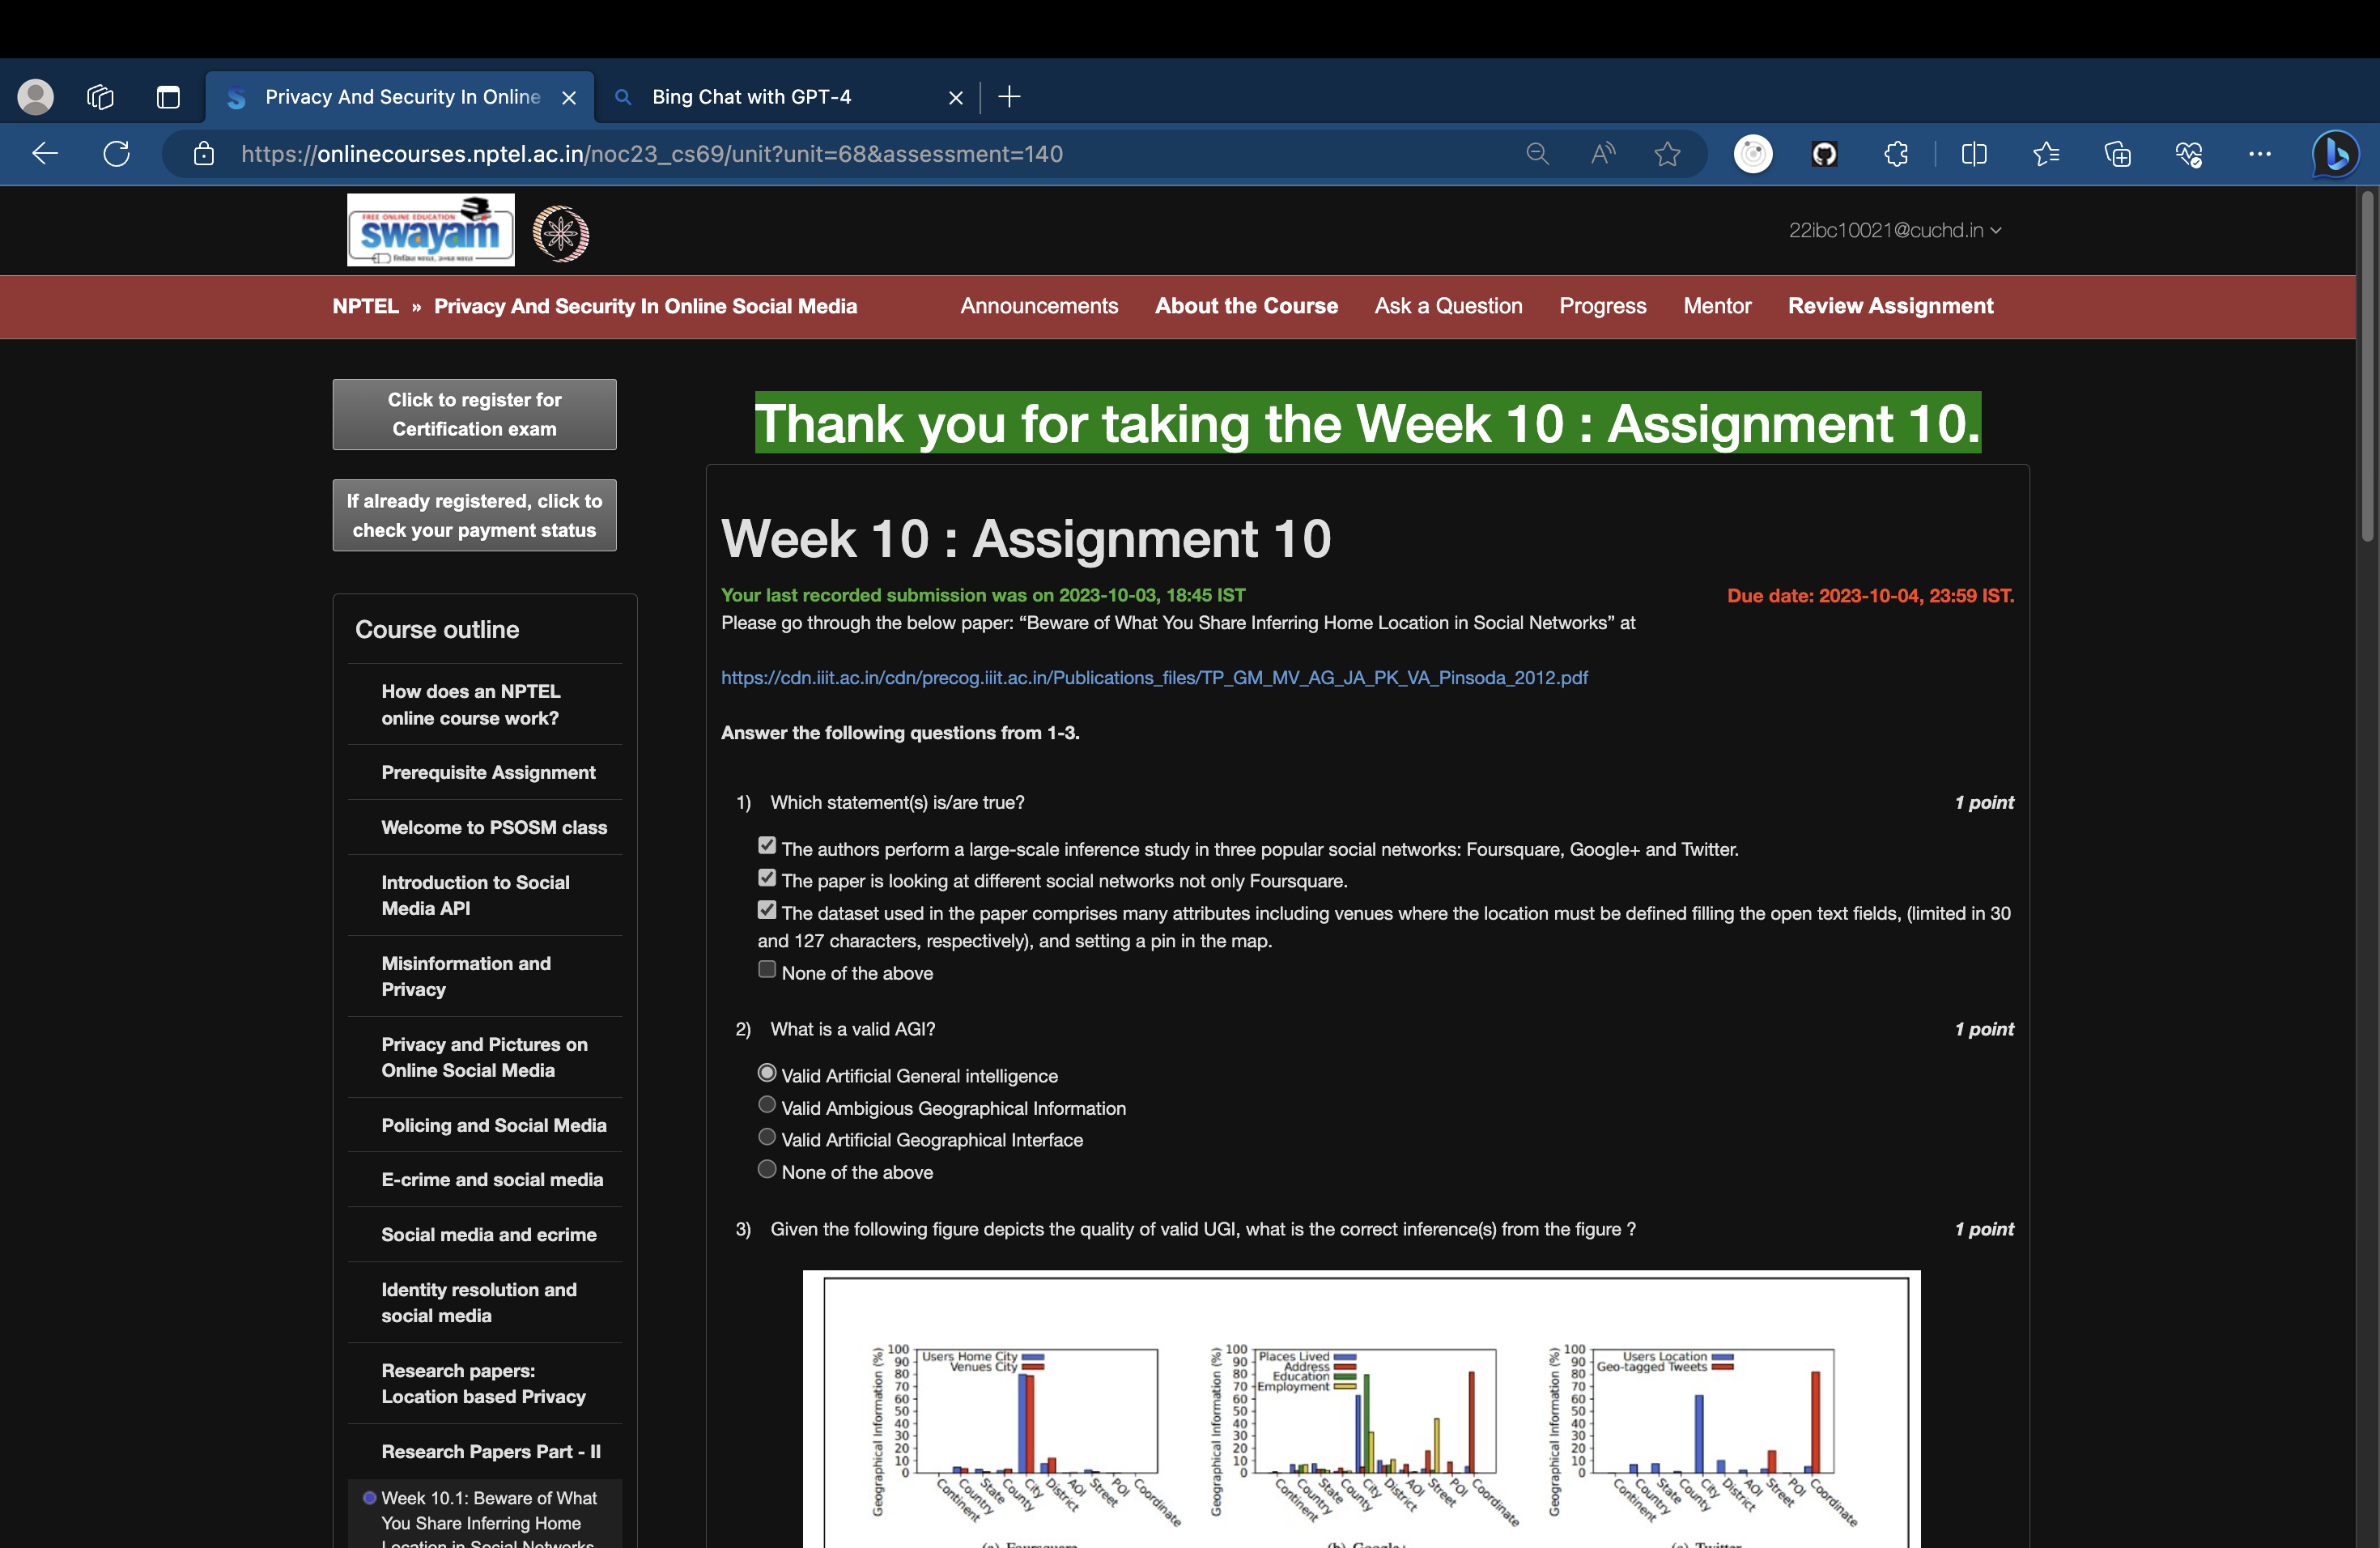 Privacy And Security In Online
Bing Chat with GPT-4
https://onlinecourses.nptel.ac.in/noc23_cs69/unit?unit=68&assessment=140
FREE ONLINE EDUCATION
swayam
22ibc10021@cuchd.in
NPTEL » Privacy And Security In Online Social Media
Announcements About the Course Ask a Question Progress Mentor Review Assignment
Click to register for
Certification exam
If already registered, click to
check your payment status
Course outline
How does an NPTEL
online course work?
Prerequisite Assignment
Welcome to PSOSM class
Introduction to Social
Media API
Misinformation and
Privacy
Privacy and Pictures on
Online Social Media
Policing and Social Media
E-crime and social media
Social media and ecrime
Identity resolution and
social media
Research papers:
Location based Privacy
Research Papers Part - II
Week 10.1: Beware of What
You Share Inferring Home
Location in Social Networks
Thank you for taking the Week 10 : Assignment 10.
Week 10 : Assignment 10
Your last recorded submission was on 2023-10-03, 18:45 IST
Due date: 2023-10-04, 23:59 IST.
Please go through the below paper: “Beware of What You Share Inferring Home Location in Social Networks” at
https://cdn.iiit.ac.in/cdn/precog.iiit.ac.in/Publications_files/TP_GM_MV_AG_JA_PK_VA_Pinsoda_2012.pdf
Answer the following questions from 1-3.
1) Which statement(s) is/are true?
1 point
The authors perform a large-scale inference study in three popular social networks: Foursquare, Google+ and Twitter.
The paper is looking at different social networks not only Foursquare.
The dataset used in the paper comprises many attributes including venues where the location must be defined filling the open text fields, (limited in 30
and 127 characters, respectively), and setting a pin in the map.
None of the above
2) What is a valid AGI?
1 point
Valid Artificial General intelligence
Valid Ambigious Geographical Information
Valid Artificial Geographical Interface
None of the above
3) Given the following figure depicts the quality of valid UGI, what is the correct inference(s) from the figure ?
1 point
Geographical Information (%)
100
90
80
70
60
50
40
30
20
10
0
Users Home City
Venues City
Continent
Country
State
County
City
District
AOI
Street
POI
Coordinate
(a) Foursquare
Geographical Information (%)
100
90
80
70
60
50
40
30
20
10
0
Places Lived
Address
Education
Employment
Continent
Country
State
County
City
District
AOI
Street
POI
Coordinate
(b) Google+
Geographical Information (%)
100
90
80
70
60
50
40
30
20
10
0
Users Location
Geo-tagged Tweets
Continent
Country
State
County
City
District
AOI
Street
POI
Coordinate
(c) Twitter